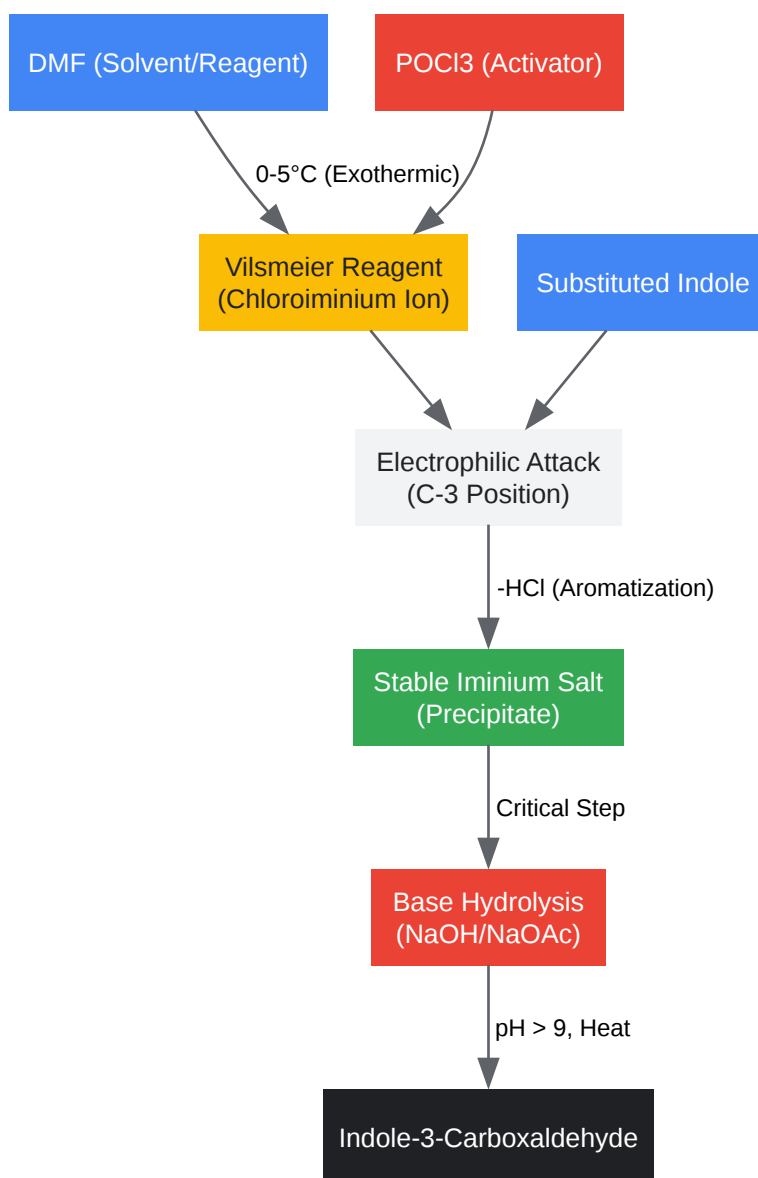 DMF (Solvent/Reagent)
POCl3 (Activator)
0-5°C (Exothermic)
Vilsmeier Reagent
(Chloroiminium Ion)
Substituted Indole
Electrophilic Attack
(C-3 Position)
-HCl (Aromatization)
Stable Iminium Salt
(Precipitate)
Critical Step
Base Hydrolysis
(NaOH/NaOAc)
pH > 9, Heat
Indole-3-Carboxaldehyde